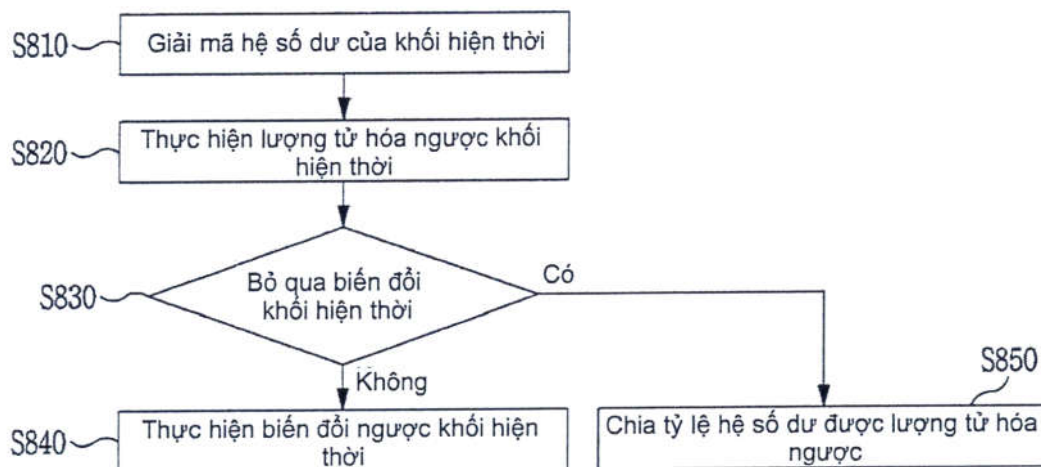 S810
Giải mã hệ số dư của khối hiện thời
S820
Thực hiện lượng tử hóa ngược khối
hiện thời
S830
Bỏ qua biến đổi
khối hiện thời
Có
Không
S840
Thực hiện biến đổi ngược khối hiện
thời
S850
Chia tỷ lệ hệ số dư được lượng tử hóa
ngược